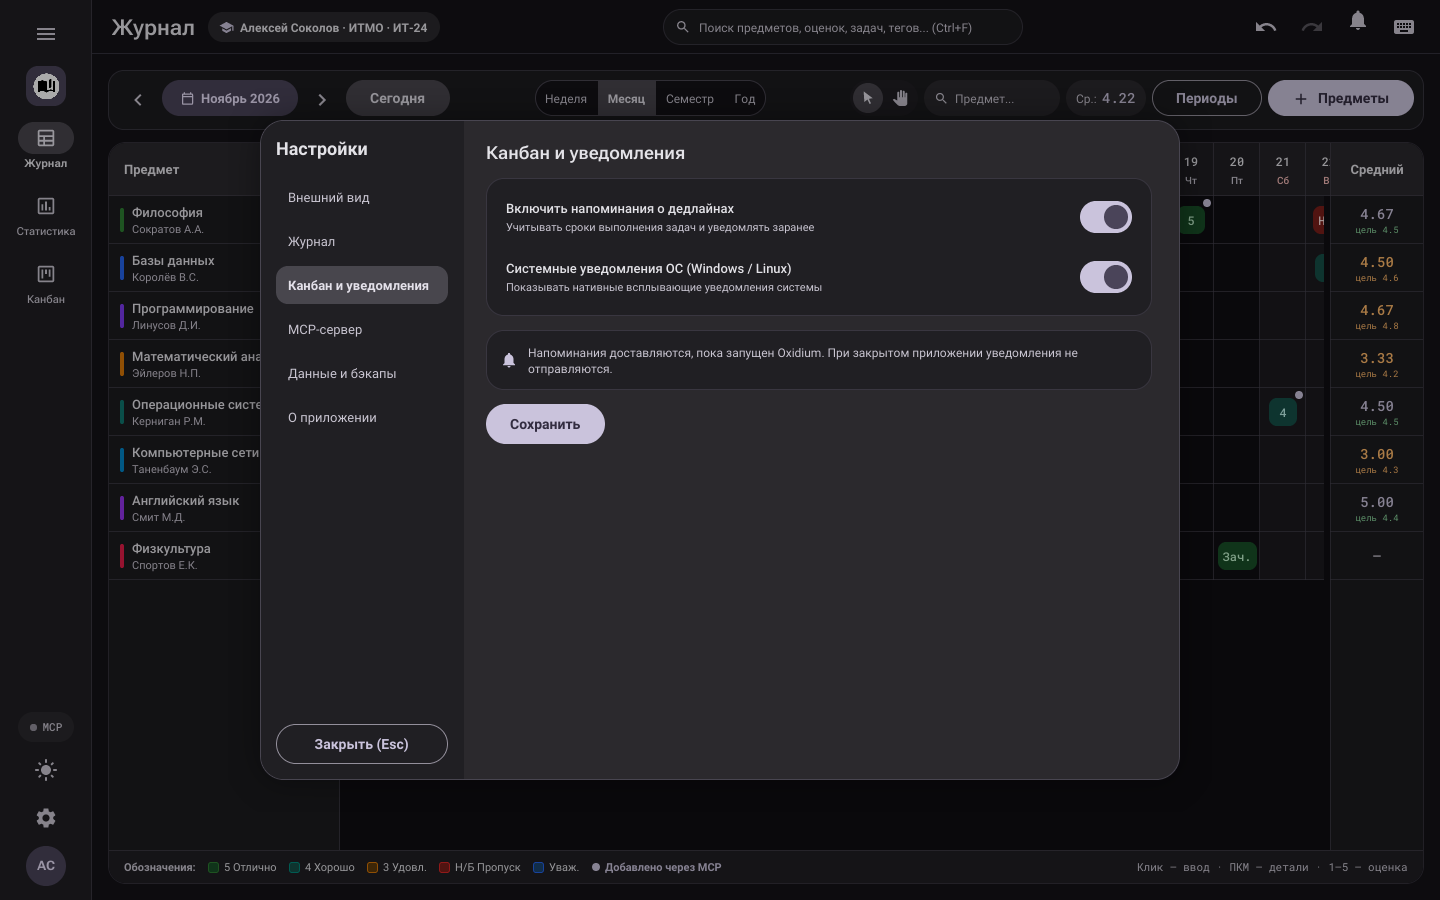 Журнал
Алексей Соколов · ИТМО · ИТ-24
Поиск предметов, оценок, задач, тегов... (Ctrl+F)
Ноябрь 2026
Сегодня
Неделя
Месяц
Семестр
Год
Предмет...
Ср.: 4.22
Периоды
Предметы
Журнал
Статистика
Канбан
MCP
АС
Предмет
19
Чт
20
Пт
21
Сб
Средний
Философия
Сократов А.А.
5
4.67
цель 4.5
Базы данных
Королёв В.С.
4.50
цель 4.6
Программирование
Линусов Д.И.
4.67
цель 4.8
Математический ана
Эйлеров Н.П.
3.33
цель 4.2
Операционные систе
Керниган Р.М.
4
4.50
цель 4.5
Компьютерные сети
Таненбаум Э.С.
3.00
цель 4.3
Английский язык
Смит М.Д.
5.00
цель 4.4
Физкультура
Спортов Е.К.
Зач.
—
Настройки
Внешний вид
Журнал
Канбан и уведомления
MCP-сервер
Данные и бэкапы
О приложении
Закрыть (Esc)
Канбан и уведомления
Включить напоминания о дедлайнах
Учитывать сроки выполнения задач и уведомлять заранее
Системные уведомления ОС (Windows / Linux)
Показывать нативные всплывающие уведомления системы
Напоминания доставляются, пока запущен Oxidium. При закрытом приложении уведомления не
отправляются.
Сохранить
Обозначения:
5 Отлично
4 Хорошо
3 Удовл.
Н/Б Пропуск
Уваж.
Добавлено через MCP
Клик — ввод · ПКМ — детали · 1–5 — оценка